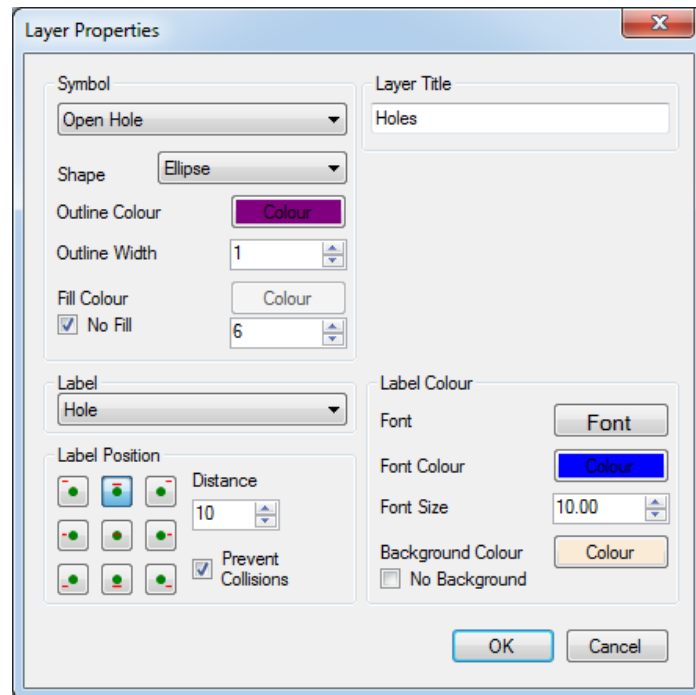 Layer Properties
Symbol
Open Hole
Shape
Ellipse
Outline Colour
Colour
Outline Width
1
Fill Colour
Colour
No Fill
6
Layer Title
Holes
Label
Hole
Label Position
Distance
10
Prevent
Collisions
Label Colour
Font
Font
Font Colour
Colour
Font Size
10.00
Background Colour
Colour
No Background
OK
Cancel